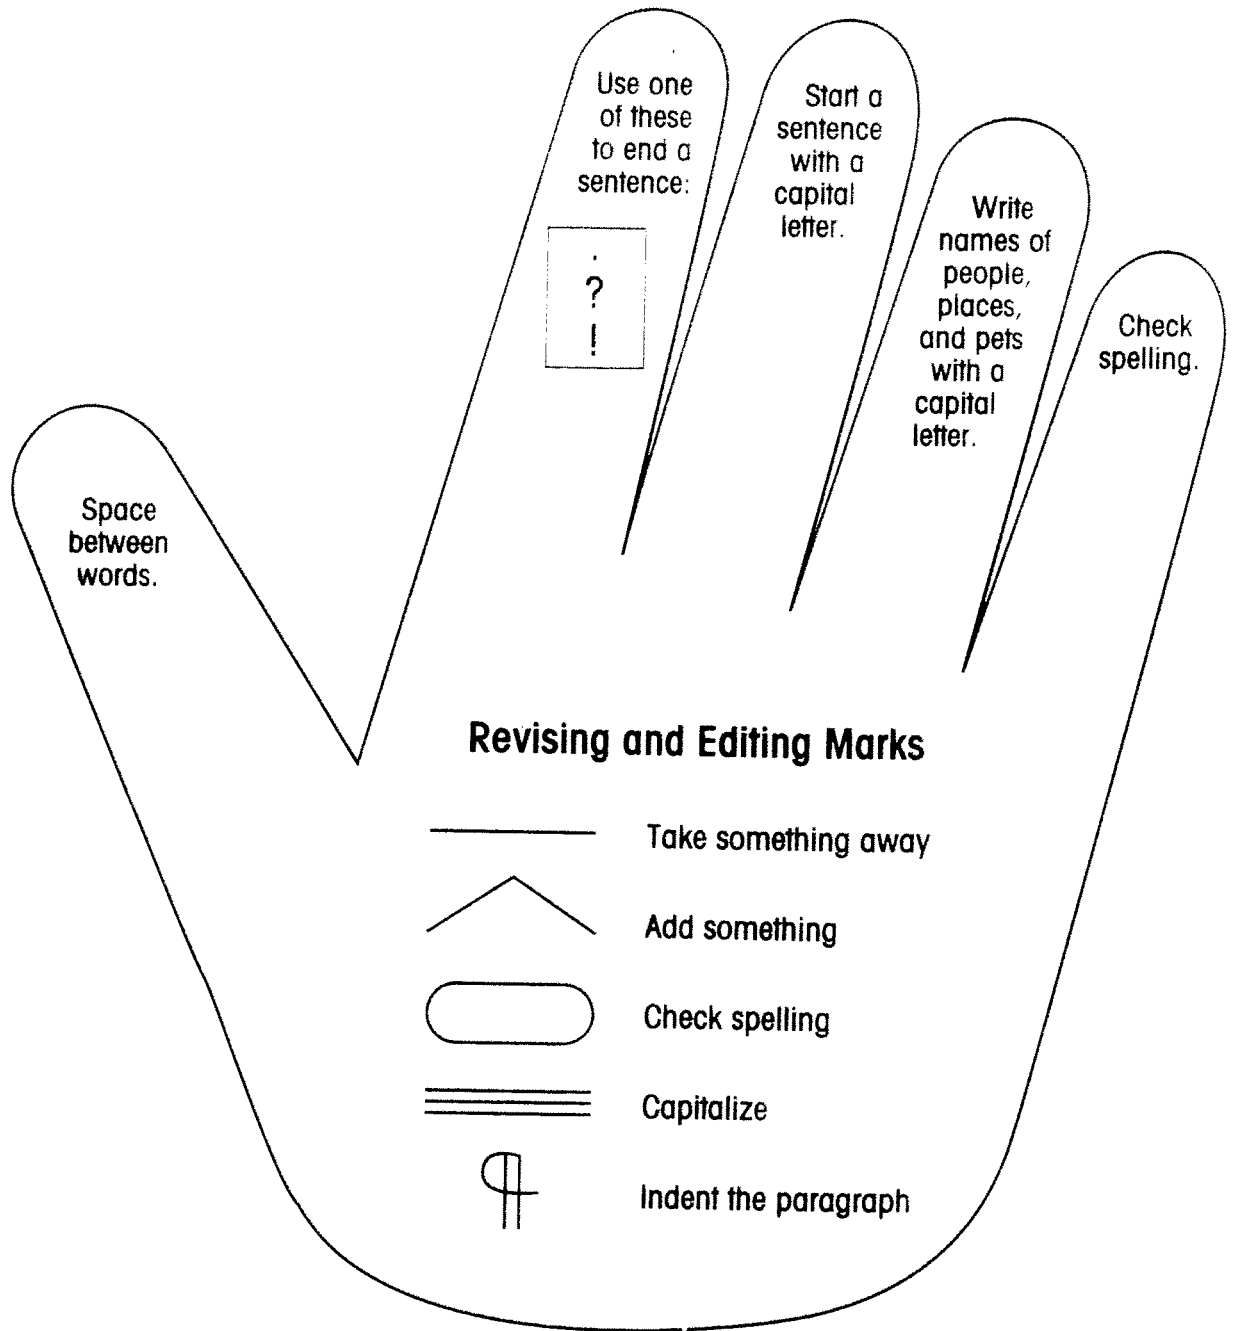 Space
between
words.
Use one
of these
to end a
sentence:
.
?
!
Start a
sentence
with a
capital
letter.
Write
names of
people,
places,
and pets
with a
capital
letter.
Check
spelling.
Revising and Editing Marks
Take something away
Add something
Check spelling
Capitalize
¶ Indent the paragraph